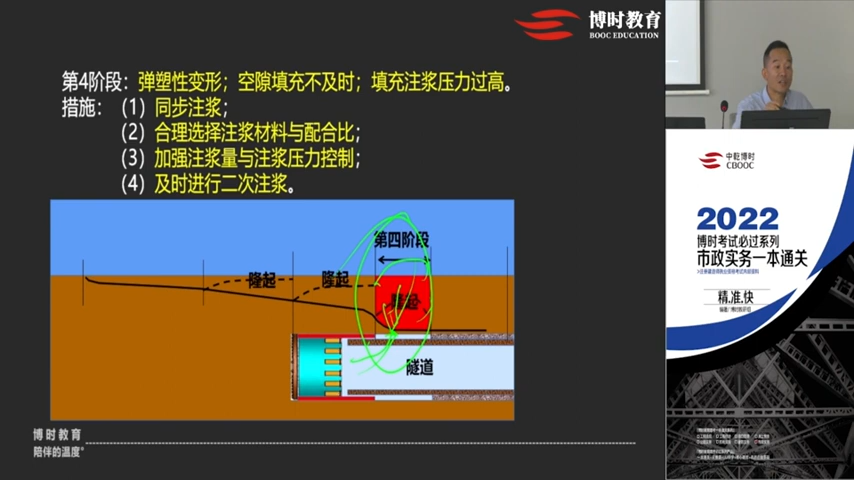 博时教育
BOOC EDUCATION
第4阶段：弹塑性变形；空隙填充不及时；填充注浆压力过高。
措施：（1）同步注浆；
（2）合理选择注浆材料与配合比；
（3）加强注浆量与注浆压力控制；
（4）及时进行二次注浆。
第四阶段
隆起
隆起
隆起
隧道
博时教育
陪伴的温度
中乾博时
CBOOC
2022
博时考试必过系列
市政实务一本通关
精,准,快